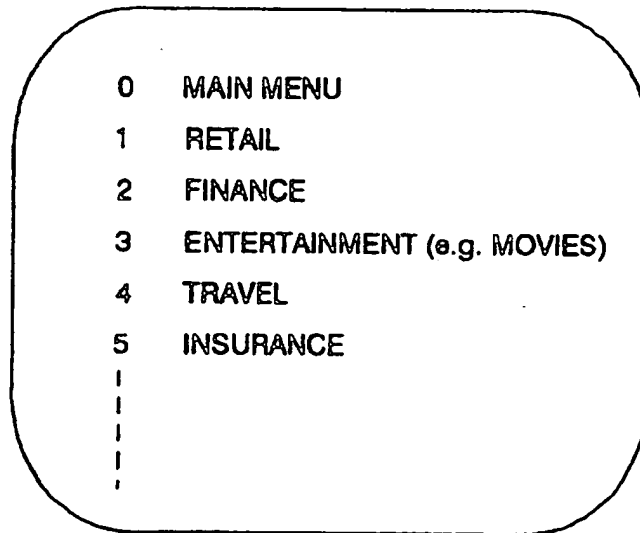 0 MAIN MENU
1 RETAIL
2 FINANCE
3 ENTERTAINMENT (e.g. MOVIES)
4 TRAVEL
5 INSURANCE